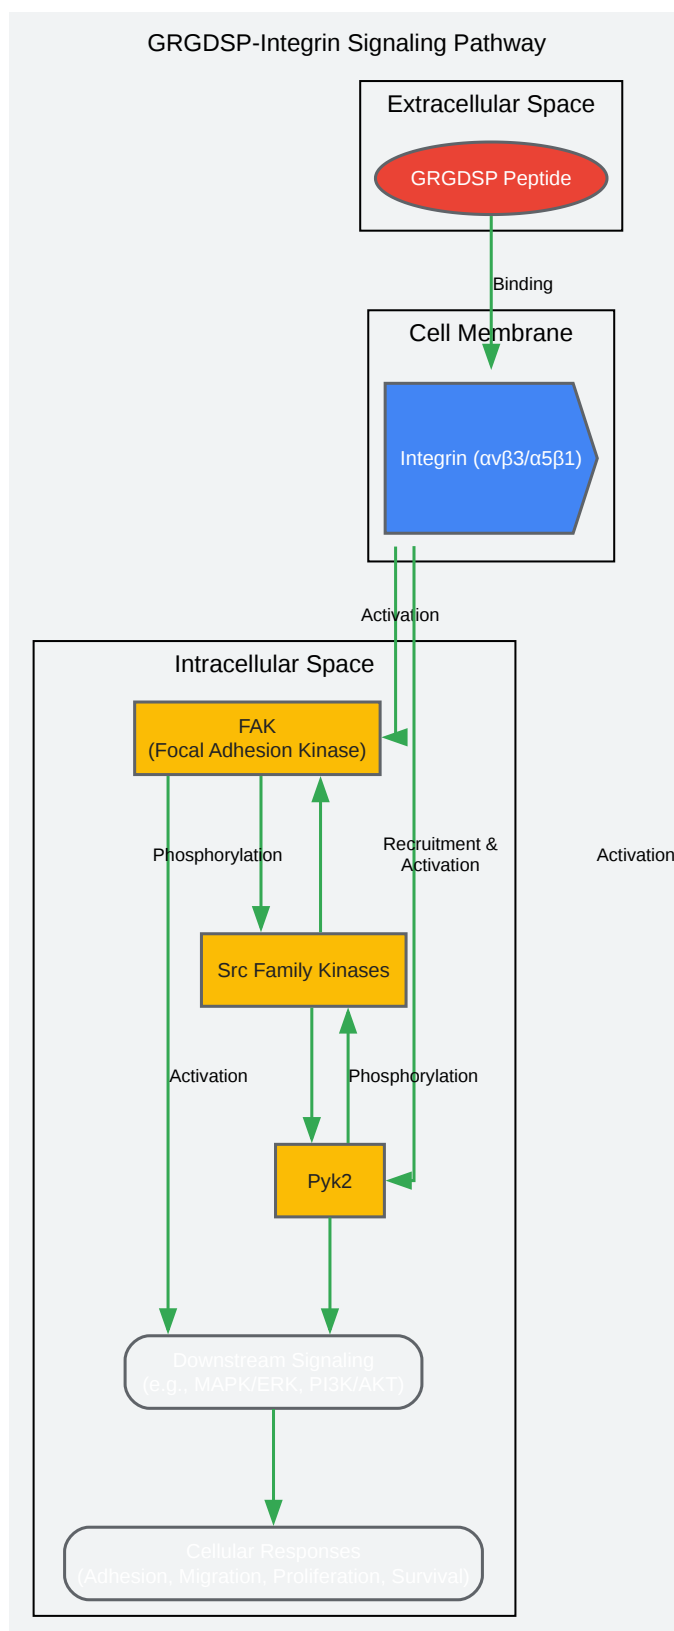 GRGDSP-Integrin Signaling Pathway
Extracellular Space
GRGDSP Peptide
Binding
Cell Membrane
Integrin (αvβ3/α5β1)
Activation
Intracellular Space
FAK
(Focal Adhesion Kinase)
Phosphorylation
Recruitment &
Activation
Activation
Src Family Kinases
Activation
Phosphorylation
Pyk2
Downstream Signaling
(e.g., MAPK/ERK, PI3K/AKT)
Cellular Responses
(Adhesion, Migration, Proliferation, Survival)